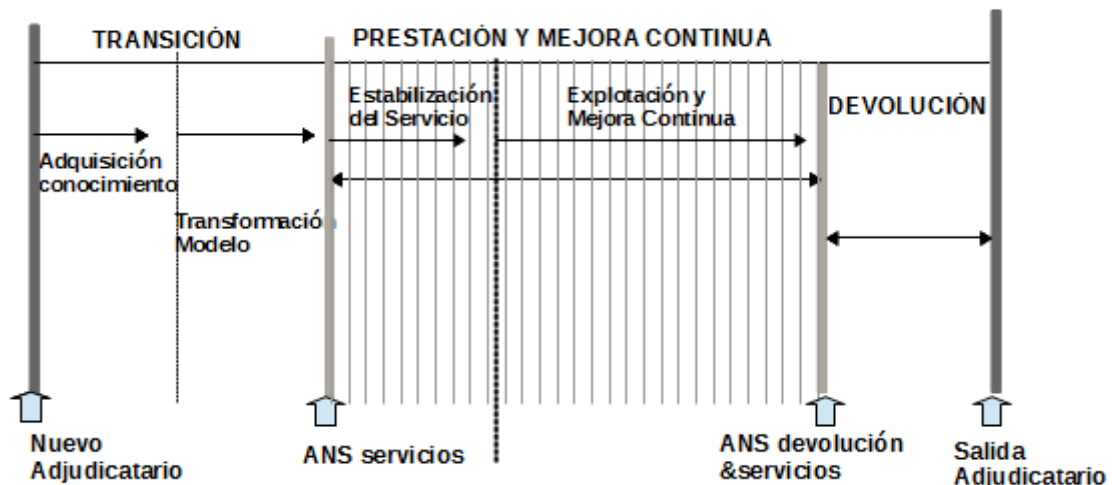 TRANSICIÓN
PRESTACIÓN Y MEJORA CONTINUA
Estabilización
del Servicio
Explotación y
Mejora Continua
DEVOLUCIÓN
Adquisición
conocimiento
Transformación
Modelo
Nuevo
Adjudicatario
ANS servicios
ANS devolución
&servicios
Salida
Adjudicatario